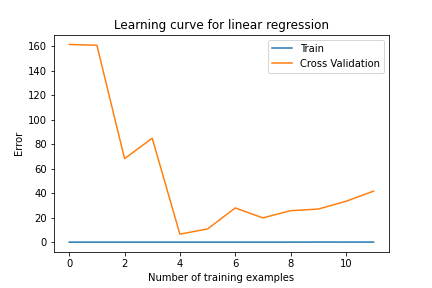 Learning curve for linear regression
Train
Cross Validation
160
140
120
100
80
60
40
20
0
Error
0 2 4 6 8 10
Number of training examples